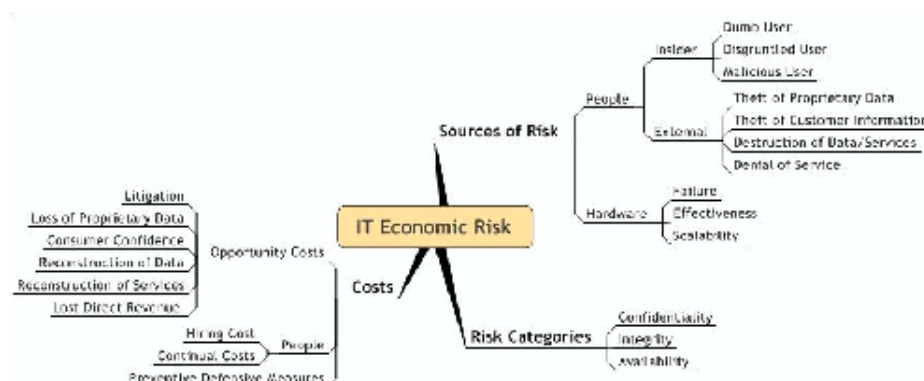 Dumb User
Insider
Disgruntled User
Malicious User
People
Theft of Proprietary Data
Sources of Risk
External
Theft of Customer Information
Destruction of Data/Services
Denial of Service
Litigation
Failure
Loss of Proprietary Data
Hardware
Effectiveness
IT Economic Risk
Consumer Confidence
Scalability
Opportunity Costs
Reconstruction of Data
Reconstruction of Services
Costs
Lost Direct Revenue
Confidentiality
Hiring Cost
People
Risk Categories
Integrity
Continual Costs
Availability
Preventive Defensive Measures